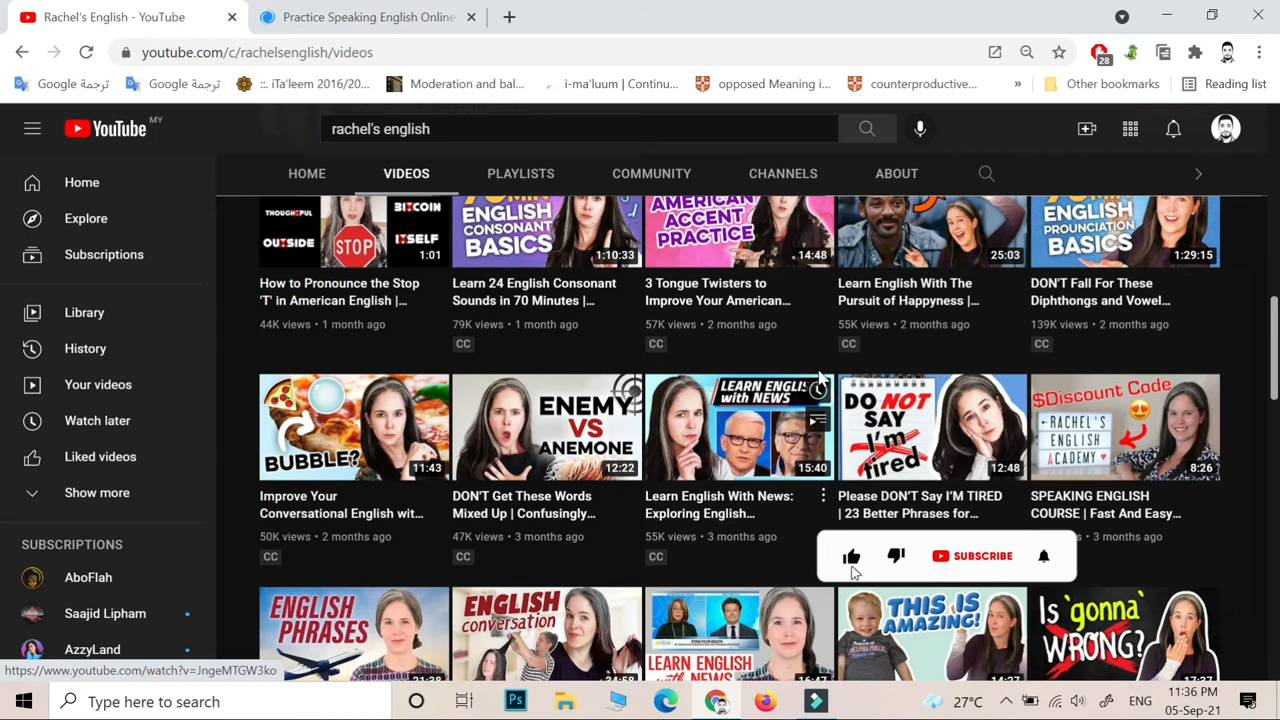 Rachel's English - YouTube
Practice Speaking English Online
youtube.com/c/rachelsenglish/videos
28
Google ترجمة
Google ترجمة
:: iTa'leem 2016/20...
Moderation and bal...
i-ma'luum | Continu...
opposed Meaning i...
counterproductive...
»
Other bookmarks
Reading list
YouTube MY
rachel's english
HOME
VIDEOS
PLAYLISTS
COMMUNITY
CHANNELS
ABOUT
Home
Explore
Subscriptions
Library
History
Your videos
Watch later
Liked videos
Show more
SUBSCRIPTIONS
AboFlah
Saajid Lipham
AzzyLand
THOUGHTFUL
BITCOIN
OUTSIDE
STOP
ITSELF
1:01
How to Pronounce the Stop
'T' in American English |...
44K views • 1 month ago
ENGLISH
CONSONANT
BASICS
1:10:33
Learn 24 English Consonant
Sounds in 70 Minutes |...
79K views • 1 month ago
CC
AMERICAN
ACCENT
PRACTICE
14:48
3 Tongue Twisters to
Improve Your American...
57K views • 2 months ago
CC
25:03
Learn English With The
Pursuit of Happyness |...
55K views • 2 months ago
CC
ENGLISH
PRONUNCIATION
BASICS
1:29:15
DON'T Fall For These
Diphthongs and Vowel...
139K views • 2 months ago
CC
BUBBLE?
11:43
Improve Your
Conversational English wit...
50K views • 2 months ago
CC
ENEMY
VS
ANEMONE
12:22
DON'T Get These Words
Mixed Up | Confusingly...
47K views • 3 months ago
CC
LEARN ENGLIS
with NEWS
15:40
Learn English With News:
Exploring English...
55K views • 3 months ago
CC
DO NOT
SAY
I'm
tired
12:48
Please DON'T Say I'M TIRED
| 23 Better Phrases for...
$Discount Code
RACHEL'S
ENGLISH
ACADEMY
8:26
SPEAKING ENGLISH
COURSE | Fast And Easy...
SUBSCRIBE
ENGLISH
PHRASES
21:38
ENGLISH
conversation
24:58
LEARN ENGLISH
16:47
THIS IS
AMAZING!
14:27
Is 'gonna'
WRONG?
https://www.youtube.com/watch?v=JngeMTGW3ko
Type here to search
Ps
27°C
ENG
11:36 PM
05-Sep-21